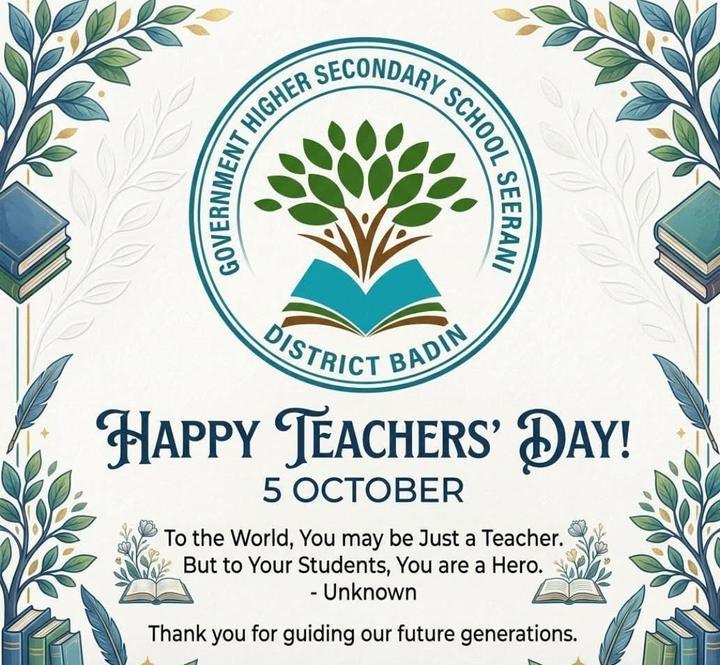 GOVERNMENT HIGHER SECONDARY SCHOOL SEERANI
DISTRICT BADIN
HAPPY TEACHERS' DAY!
5 OCTOBER
To the World, You may be Just a Teacher.
But to Your Students, You are a Hero.
- Unknown
Thank you for guiding our future generations.